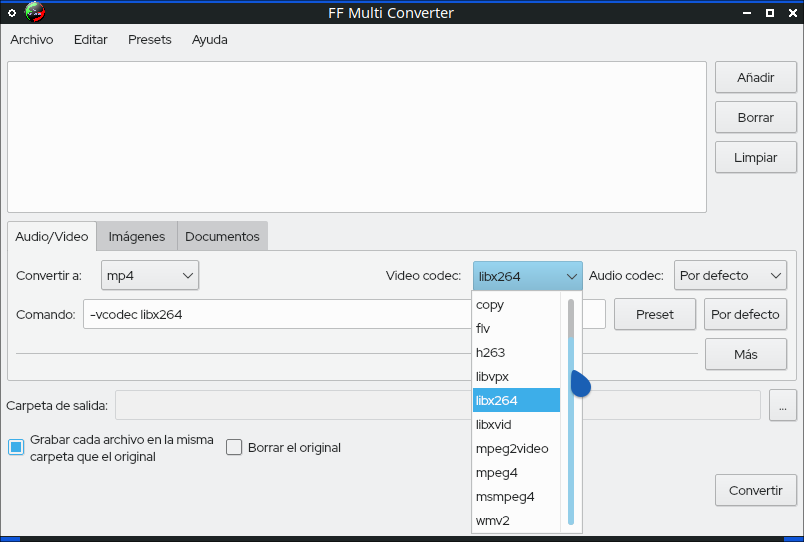 FF Multi Converter
Archivo Editar Presets Ayuda
Añadir
Borrar
Limpiar
Audio/Video Imágenes Documentos
Convertir a: mp4 Video codec: libx264 Audio codec: Por defecto
Comando: -vcodec libx264 Preset Por defecto
Más
copy
flv
h263
libvpx
libx264
libxvid
mpeg2video
mpeg4
msmpeg4
wmv2
Carpeta de salida: ...
Grabar cada archivo en la misma
carpeta que el original
Borrar el original
Convertir